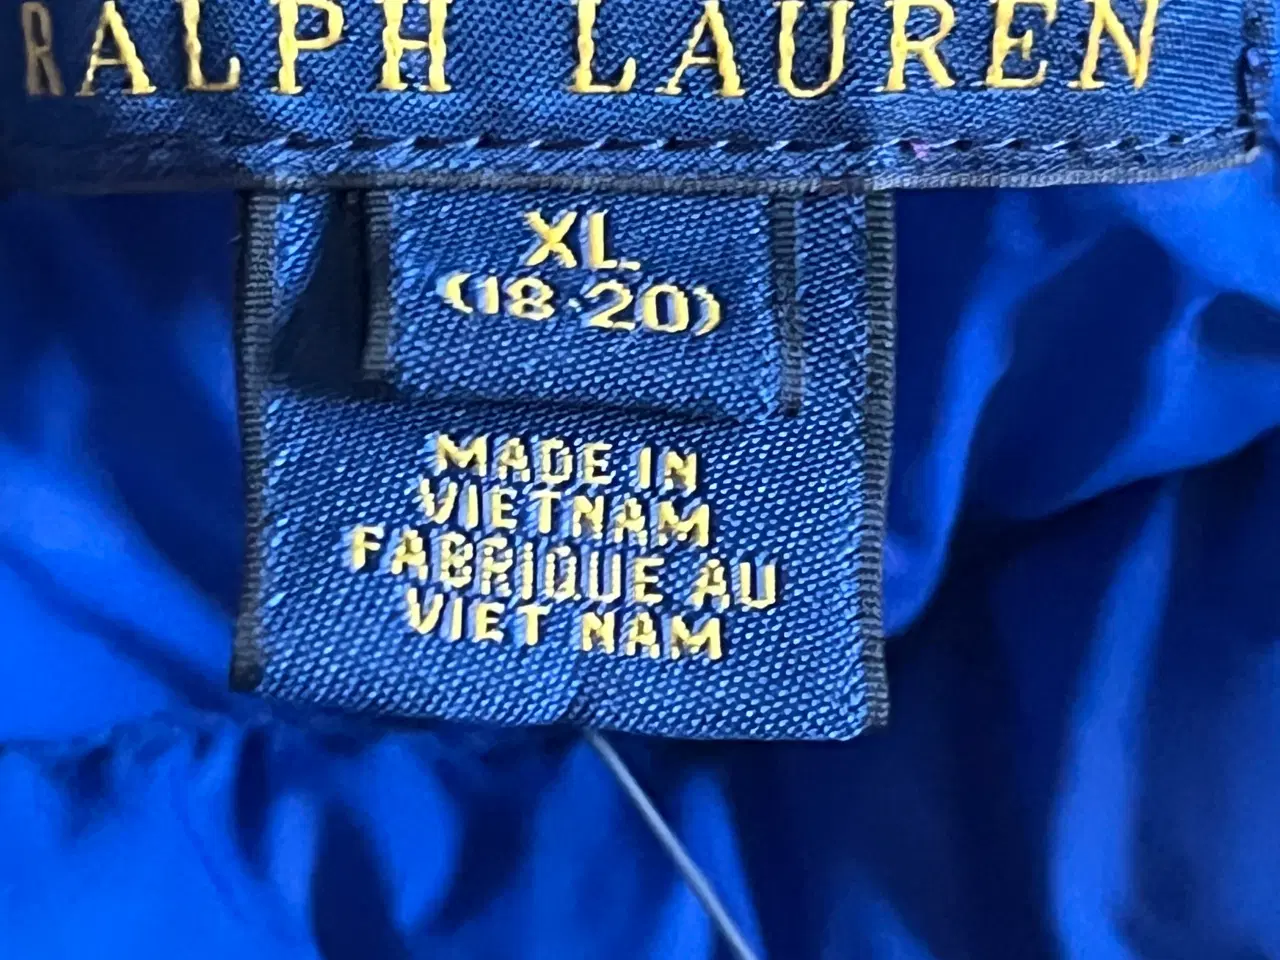 RALPH LAUREN
XL
(18-20)
MADE IN
VIETNAM
FABRIQUE AU
VIET NAM